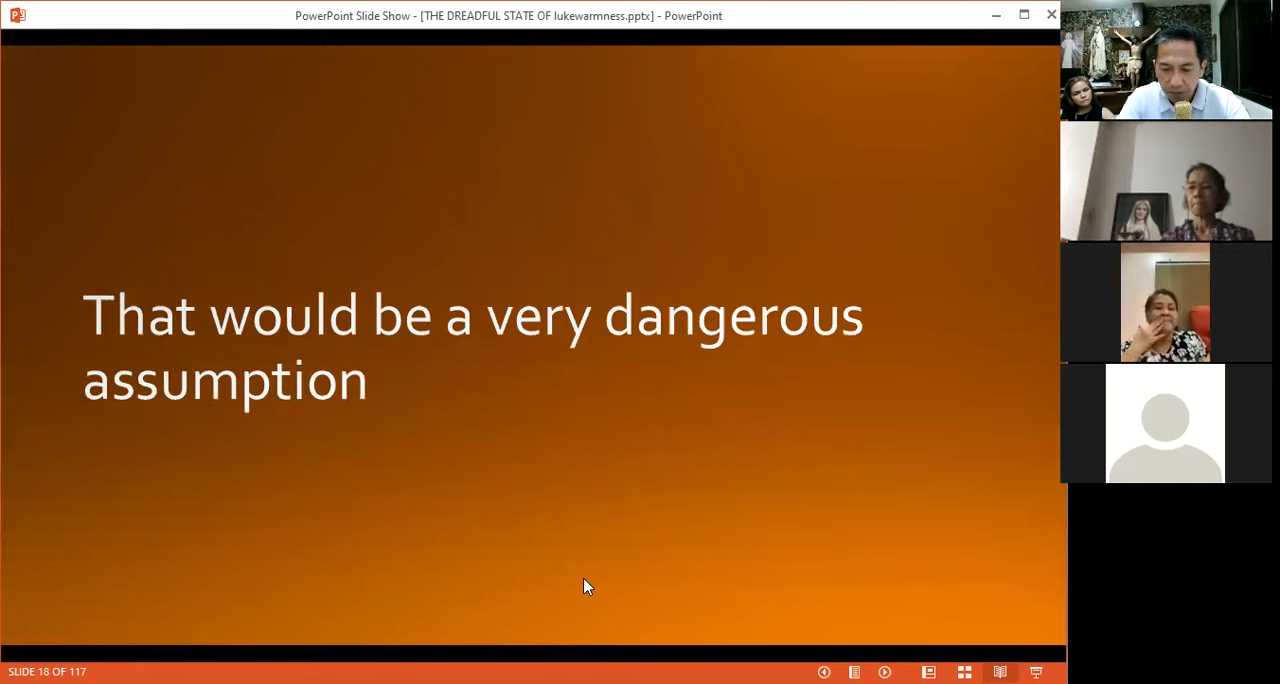 PowerPoint Slide Show - [THE DREADFUL STATE OF lukewarmness.pptx] - PowerPoint
That would be a very dangerous
assumption
SLIDE 18 OF 117